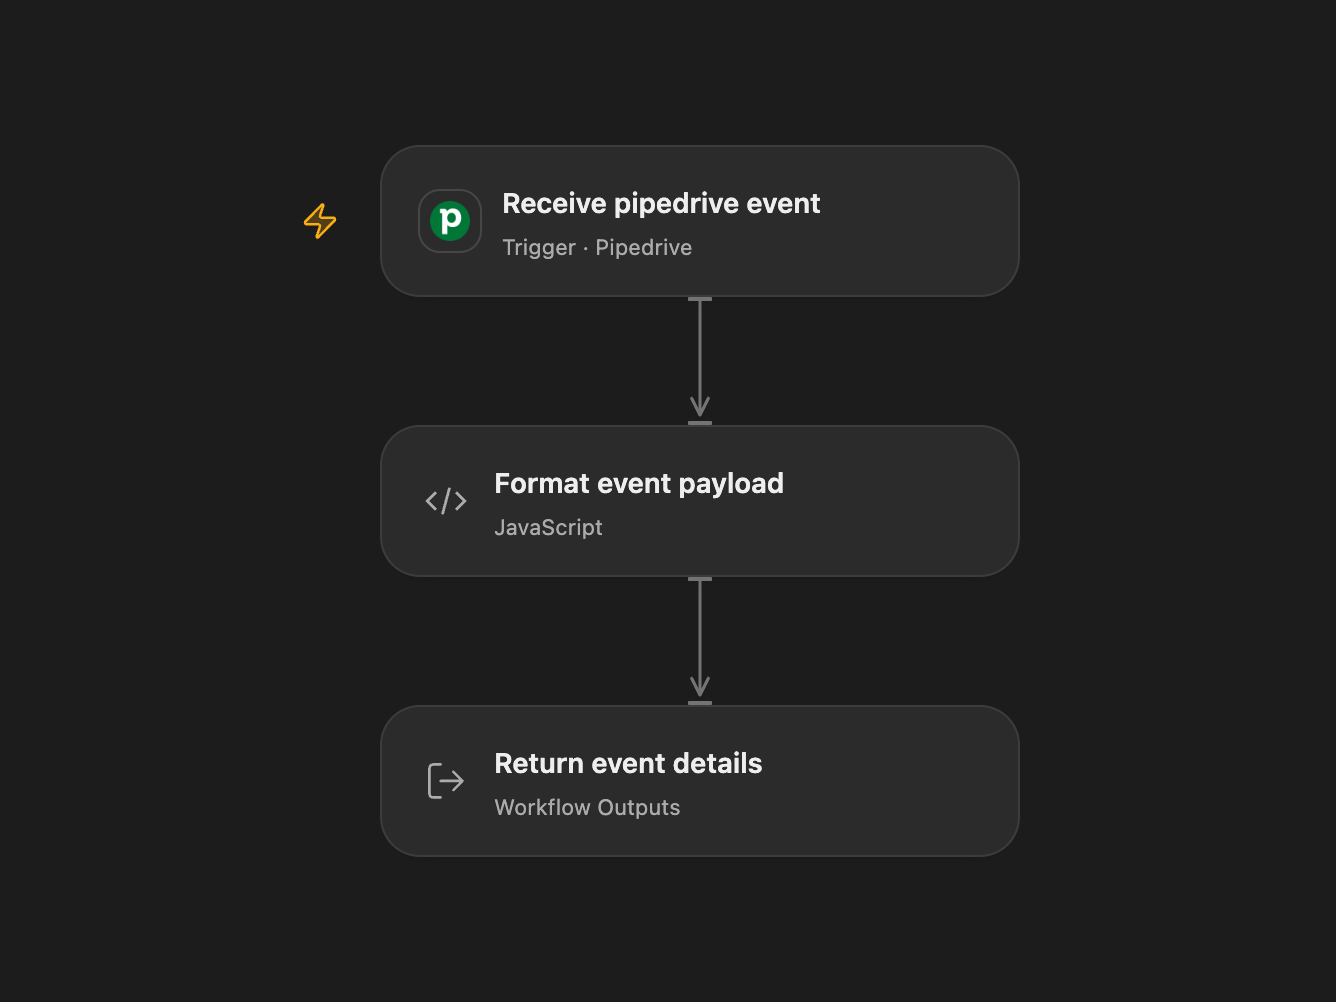 Receive pipedrive event
Trigger · Pipedrive
Format event payload
JavaScript
Return event details
Workflow Outputs